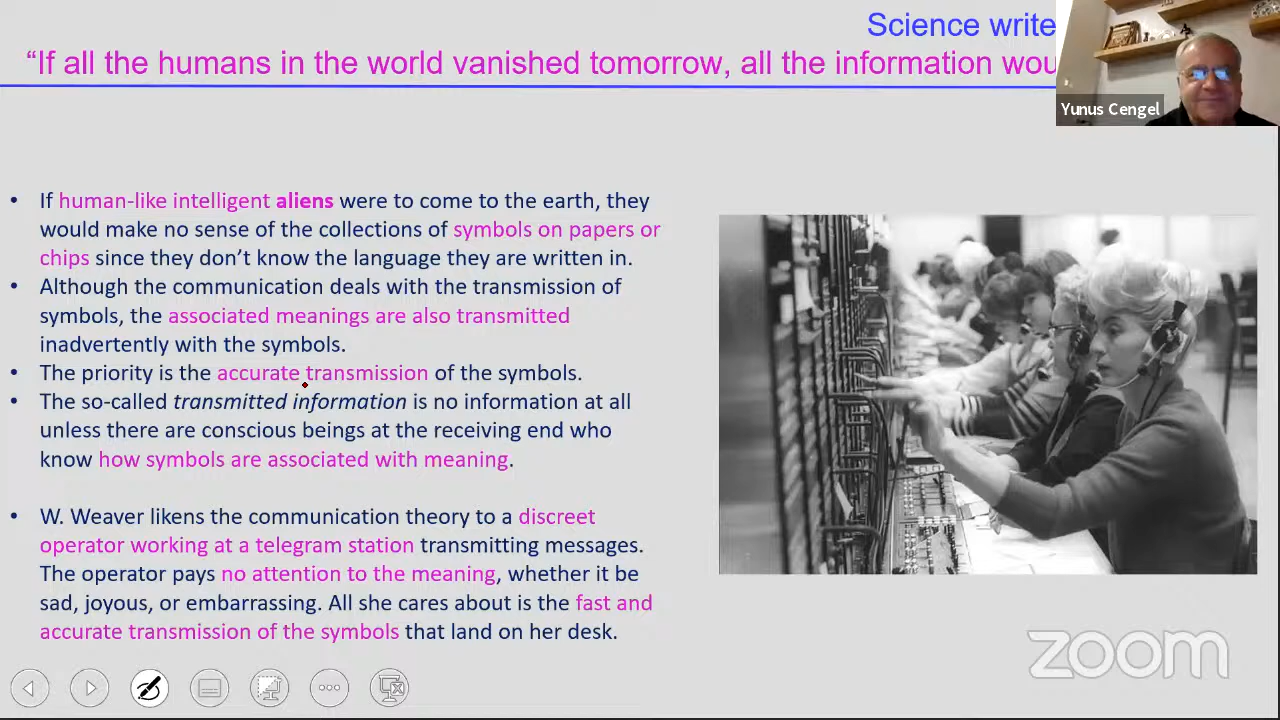 Science write
“If all the humans in the world vanished tomorrow, all the information wou
Yunus Cengel
• If human-like intelligent aliens were to come to the earth, they
would make no sense of the collections of symbols on papers or
chips since they don’t know the language they are written in.
• Although the communication deals with the transmission of
symbols, the associated meanings are also transmitted
inadvertently with the symbols.
• The priority is the accurate transmission of the symbols.
• The so-called transmitted information is no information at all
unless there are conscious beings at the receiving end who
know how symbols are associated with meaning.
• W. Weaver likens the communication theory to a discreet
operator working at a telegram station transmitting messages.
The operator pays no attention to the meaning, whether it be
sad, joyous, or embarrassing. All she cares about is the fast and
accurate transmission of the symbols that land on her desk.
zoom